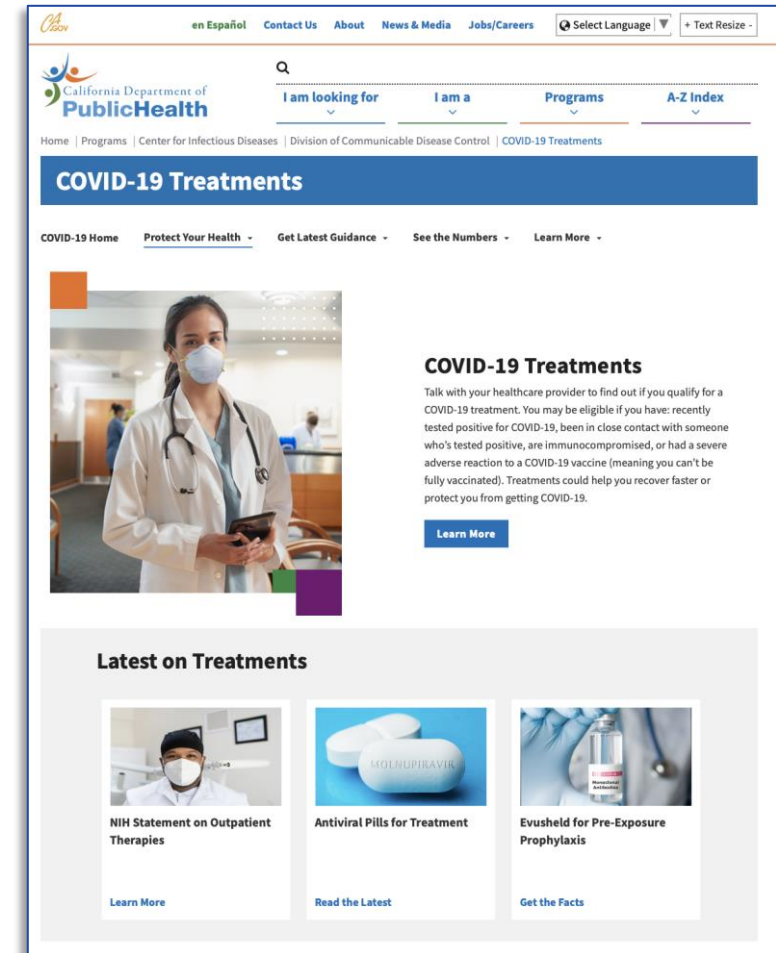 CA.GOV
en Español Contact Us About News & Media Jobs/Careers Select Language ▼ + Text Resize -
California Department of
PublicHealth
I am looking for I am a Programs A-Z Index
Home | Programs | Center for Infectious Diseases | Division of Communicable Disease Control | COVID-19 Treatments
COVID-19 Treatments
COVID-19 Home Protect Your Health Get Latest Guidance See the Numbers Learn More
COVID-19 Treatments
Talk with your healthcare provider to find out if you qualify for a
COVID-19 treatment. You may be eligible if you have: recently
tested positive for COVID-19, been in close contact with someone
who's tested positive, are immunocompromised, or had a severe
adverse reaction to a COVID-19 vaccine (meaning you can't be
fully vaccinated). Treatments could help you recover faster or
protect you from getting COVID-19.
Learn More
Latest on Treatments
MOLNUPIRAVIR
Monoclonal
Antibodies
NIH Statement on Outpatient
Therapies
Antiviral Pills for Treatment
Evusheld for Pre-Exposure
Prophylaxis
Learn More
Read the Latest
Get the Facts